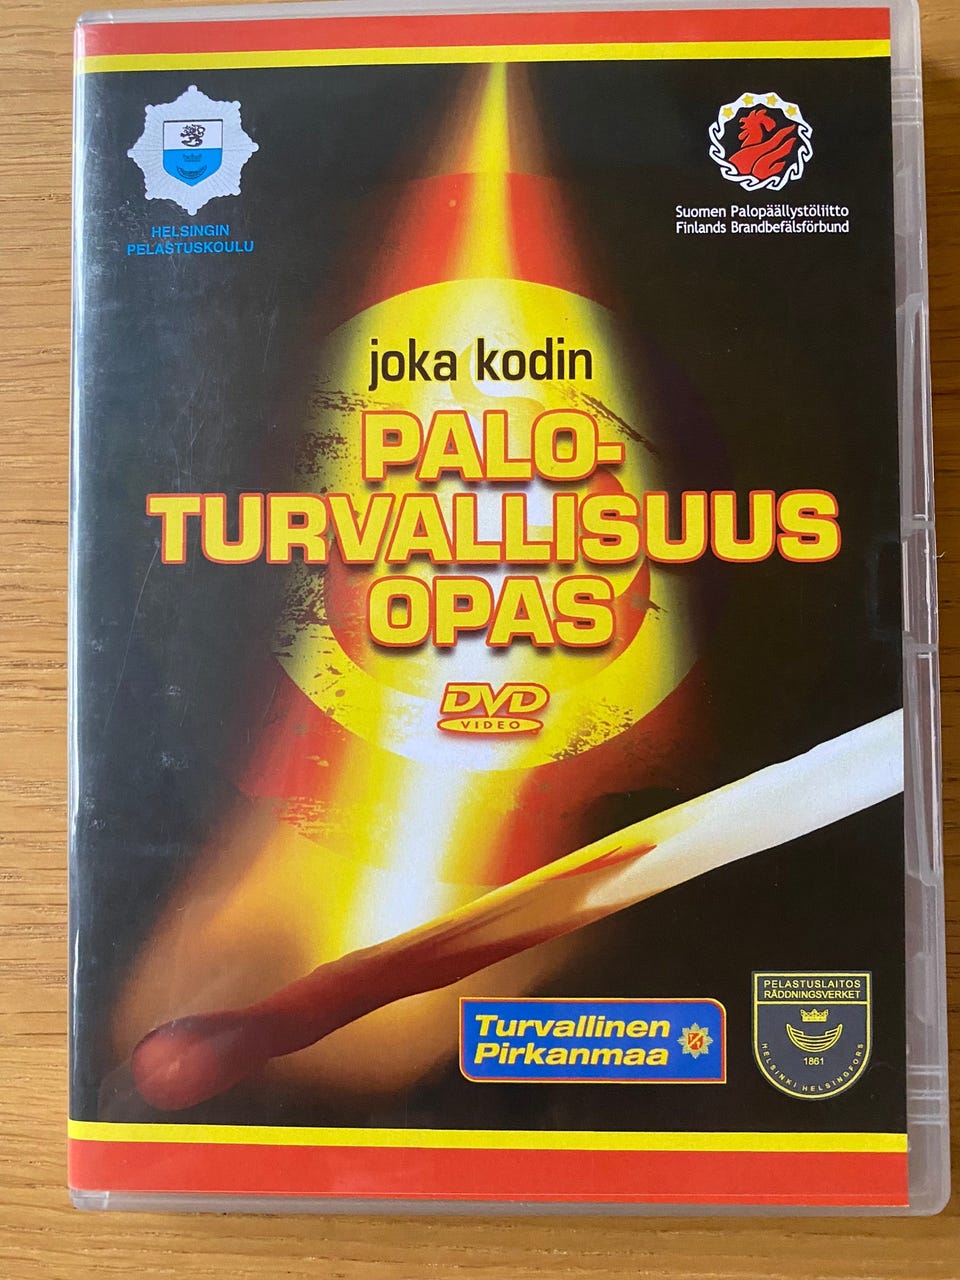 HELSINGIN
PELASTUSKOULU
Suomen Palopäällystöliitto
Finlands Brandbefälsförbund
joka kodin
PALO-
TURVALLISUUS
OPAS
DVD
VIDEO
Turvallinen
Pirkanmaa
PELASTUSLAITOS
RÄDDNINGSVERKET
1861
HELSINKI HELSINGFORS